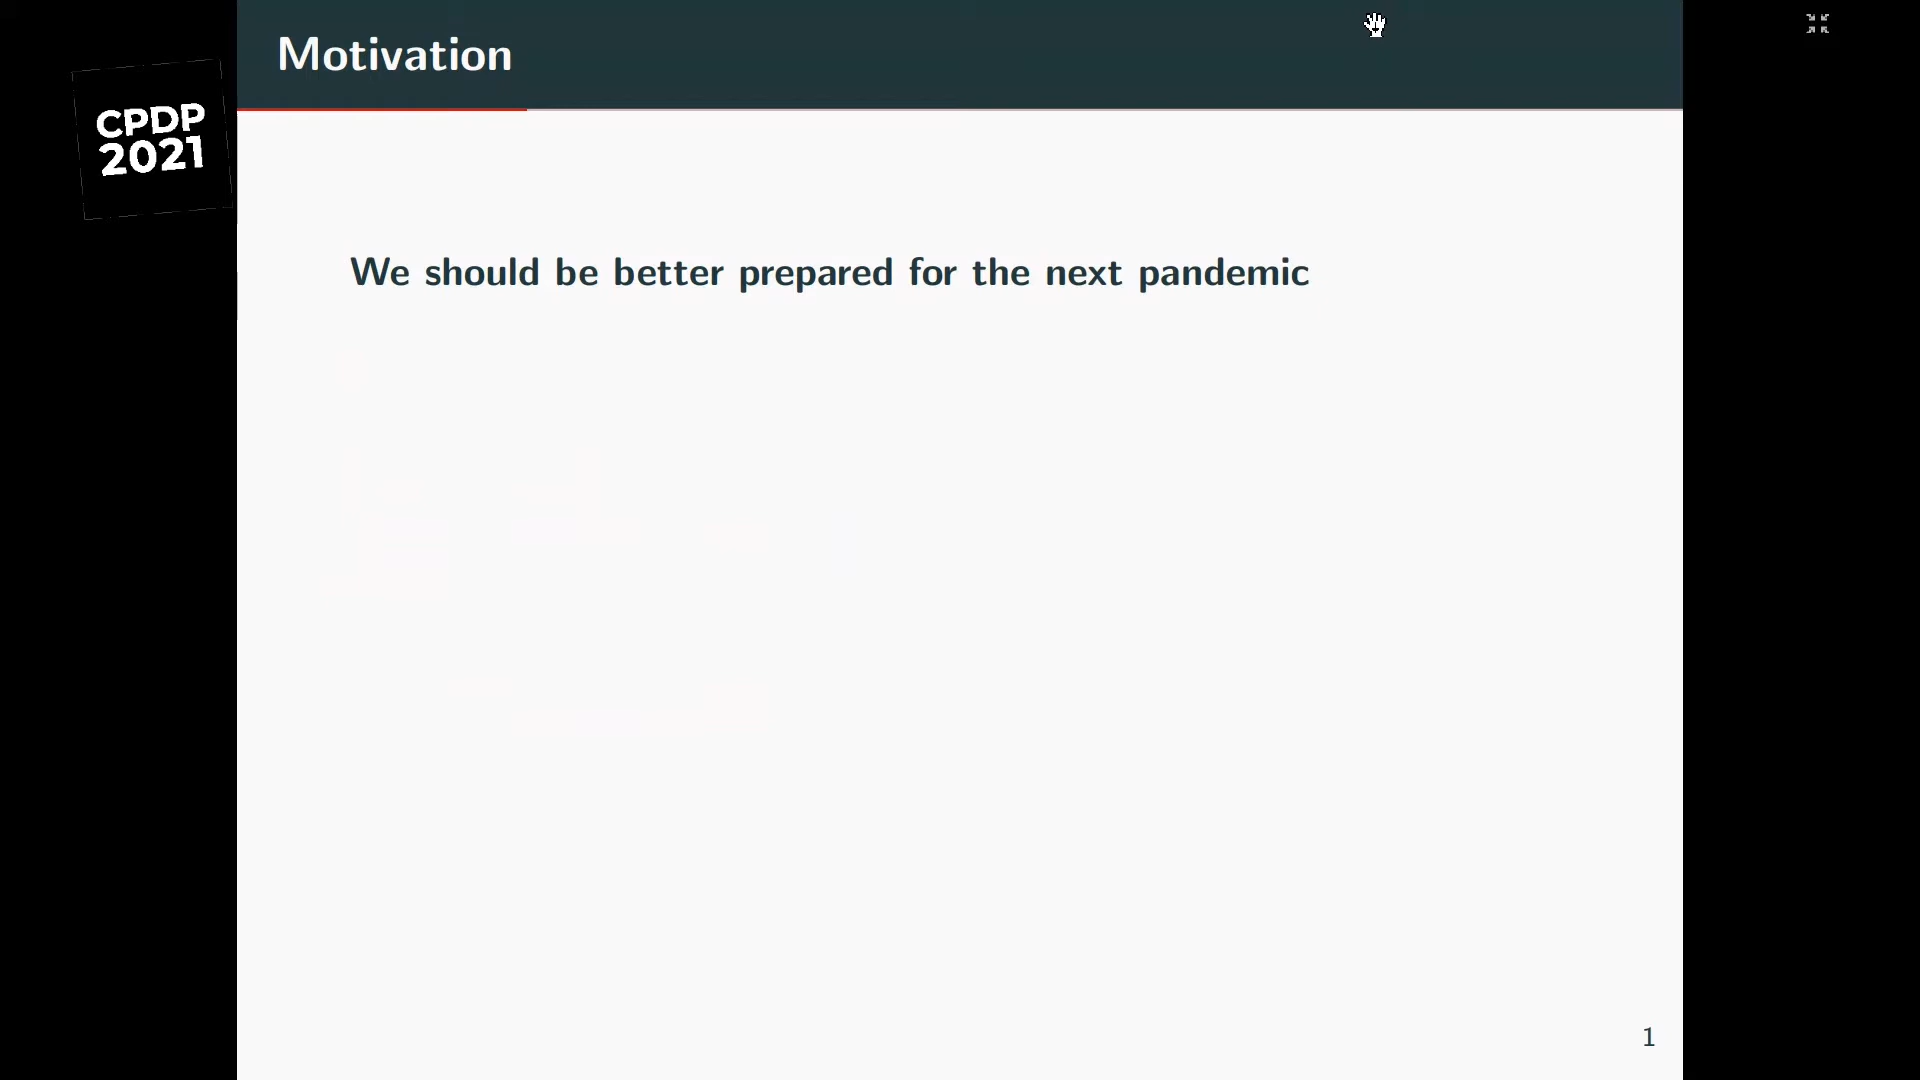 Motivation
CPDP
2021
We should be better prepared for the next pandemic
1